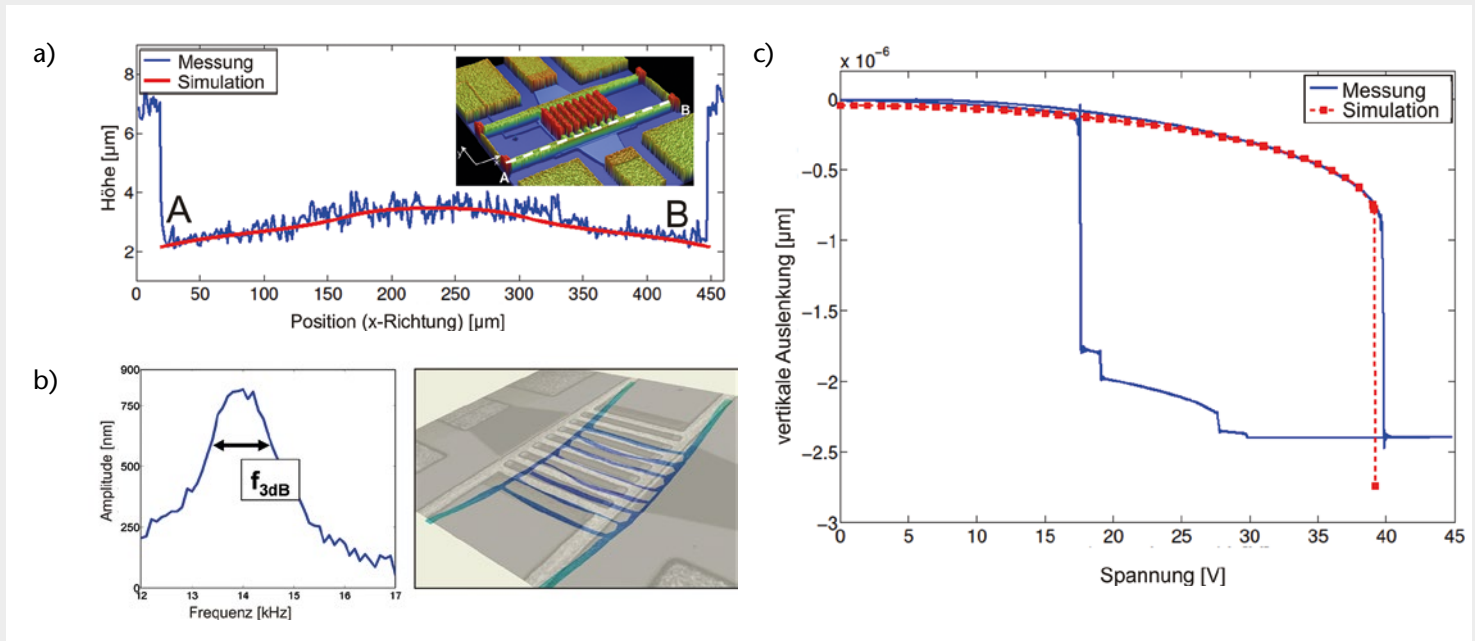 a)
Messung
Simulation
8
6
4
2
Höhe [µm]
A
B
A
B
x
y
0 50 100 150 200 250 300 350 400 450
Position (x-Richtung) [µm]
b)
900
750
500
250
0
Amplitude [nm]
f3dB
12 13 14 15 16 17
Frequenz [kHz]
c)
x 10⁻⁶
Messung
Simulation
0
−0.5
−1
−1.5
−2
−2.5
−3
vertikale Auslenkung [µm]
0 5 10 15 20 25 30 35 40 45
Spannung [V]